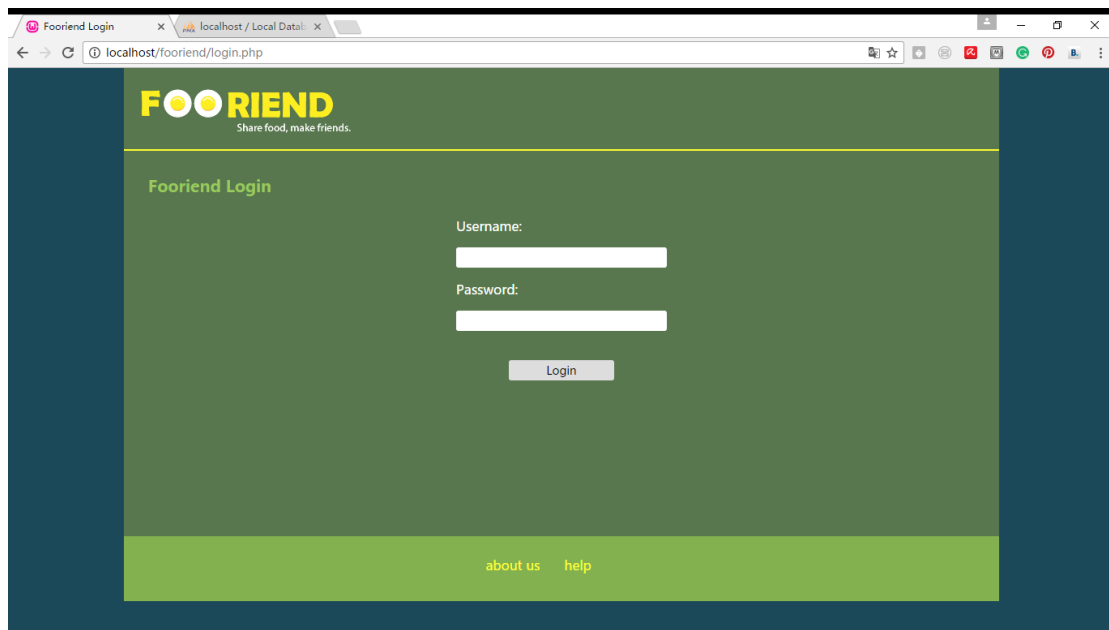 Fooriend Login
localhost / Local Datab
localhost/fooriend/login.php
FOORIEND
Share food, make friends.
Fooriend Login
Username:
Password:
Login
about us help